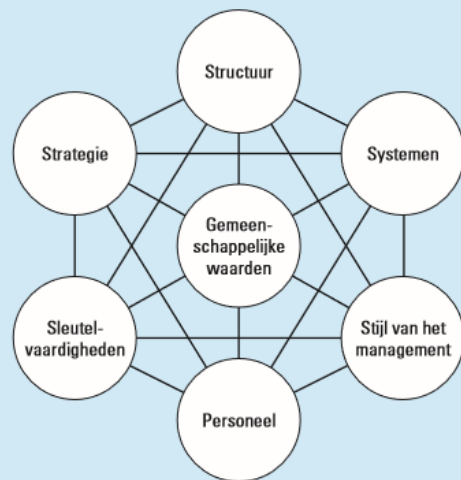 Structuur
Strategie
Systemen
Gemeen-
schappelijke
waarden
Sleutel-
vaardigheden
Stijl van het
management
Personeel